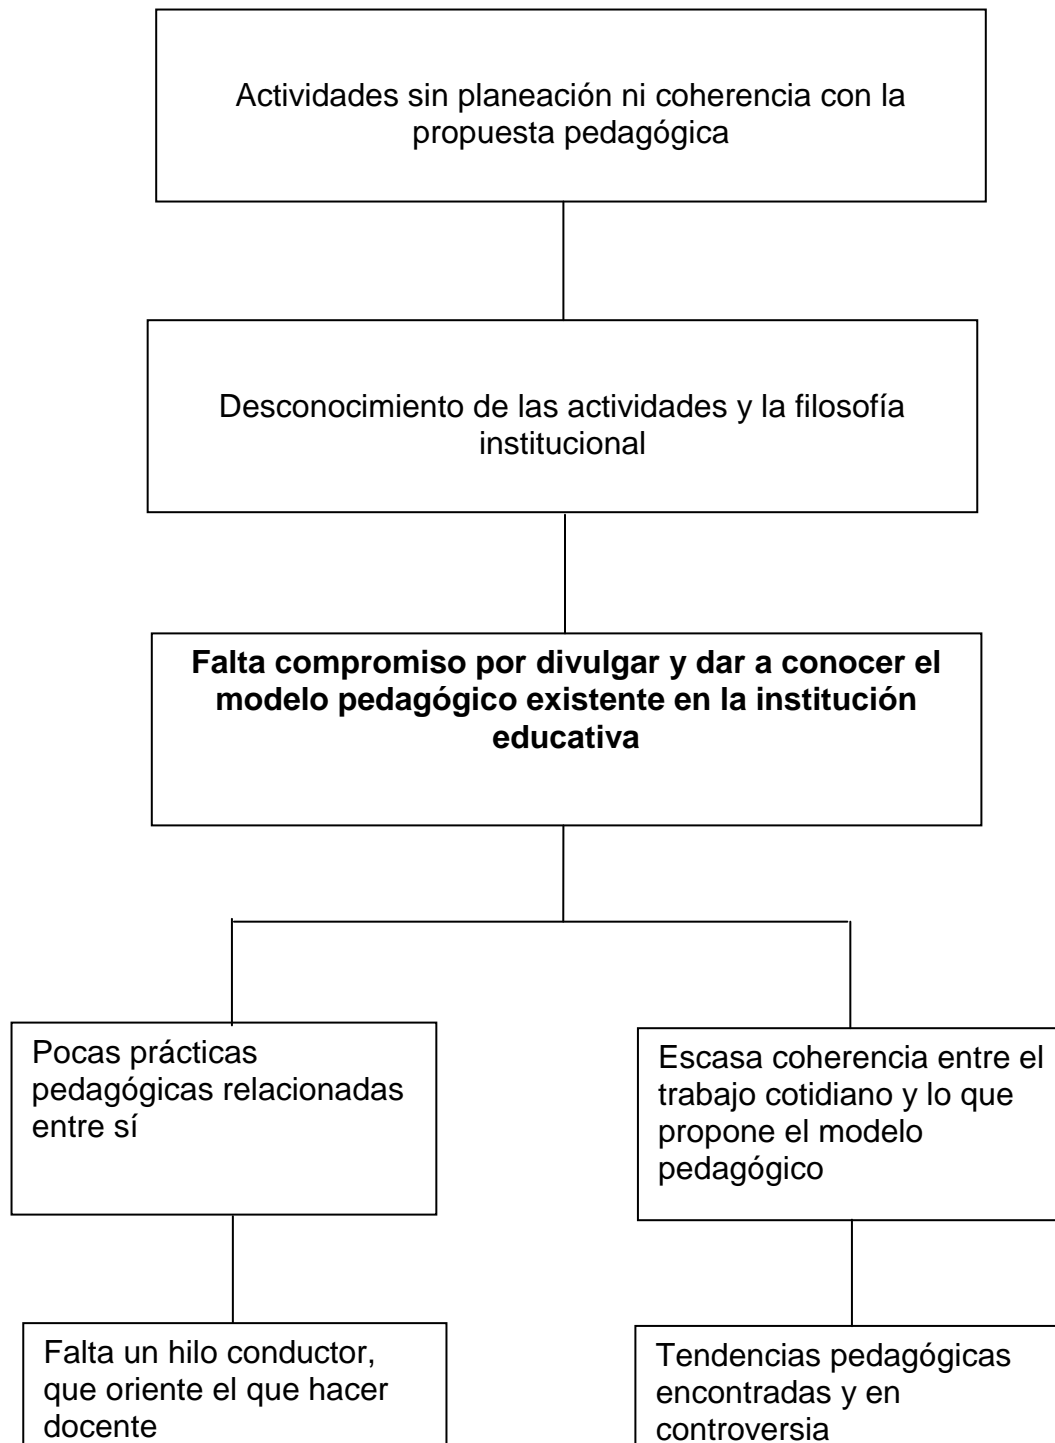 Actividades sin planeación ni coherencia con la
propuesta pedagógica
Desconocimiento de las actividades y la filosofía
institucional
Falta compromiso por divulgar y dar a conocer el
modelo pedagógico existente en la institución
educativa
Pocas prácticas
pedagógicas relacionadas
entre sí
Escasa coherencia entre el
trabajo cotidiano y lo que
propone el modelo
pedagógico
Falta un hilo conductor,
que oriente el que hacer
docente
Tendencias pedagógicas
encontradas y en
controversia